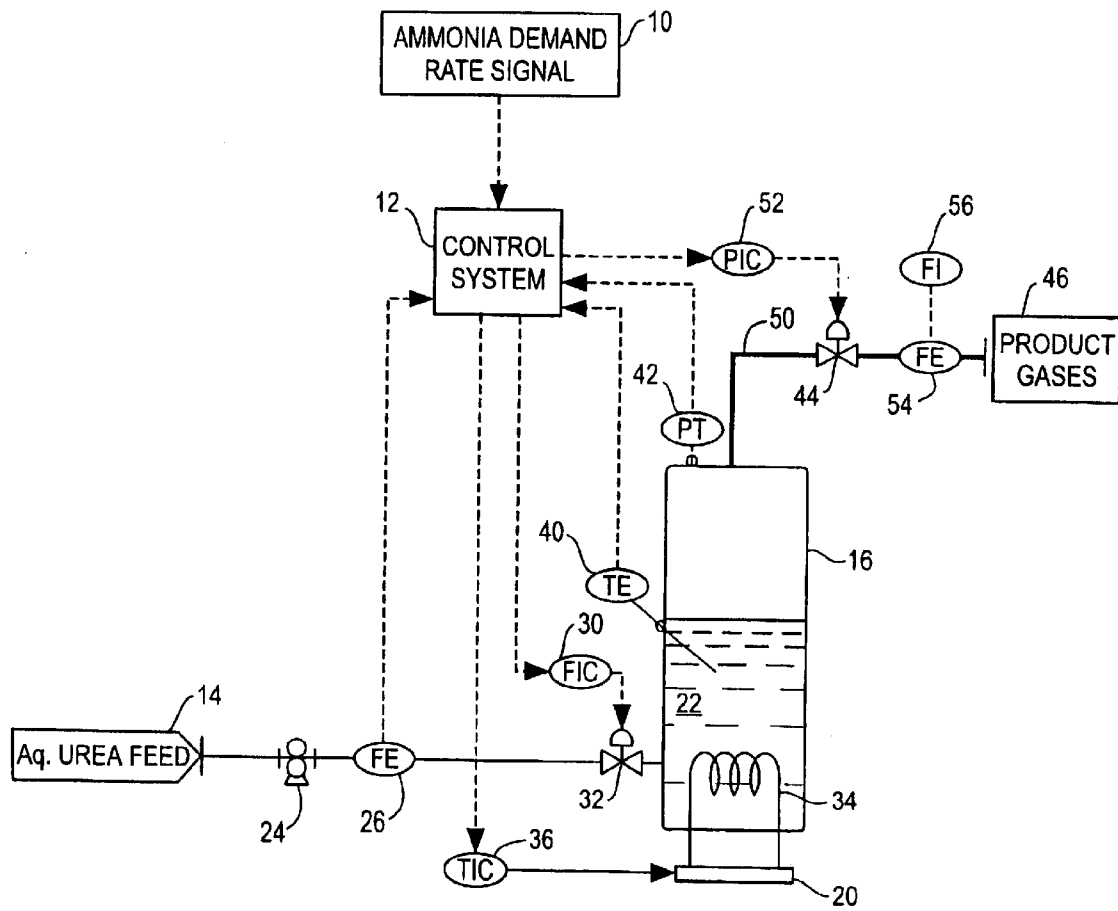 10
AMMONIA DEMAND
RATE SIGNAL
12
CONTROL
SYSTEM
52
PIC
56
FI
46
PRODUCT
GASES
50
44
FE
54
42
PT
16
40
TE
30
FIC
22
14
Aq. UREA FEED
24
FE
26
32
34
36
TIC
20